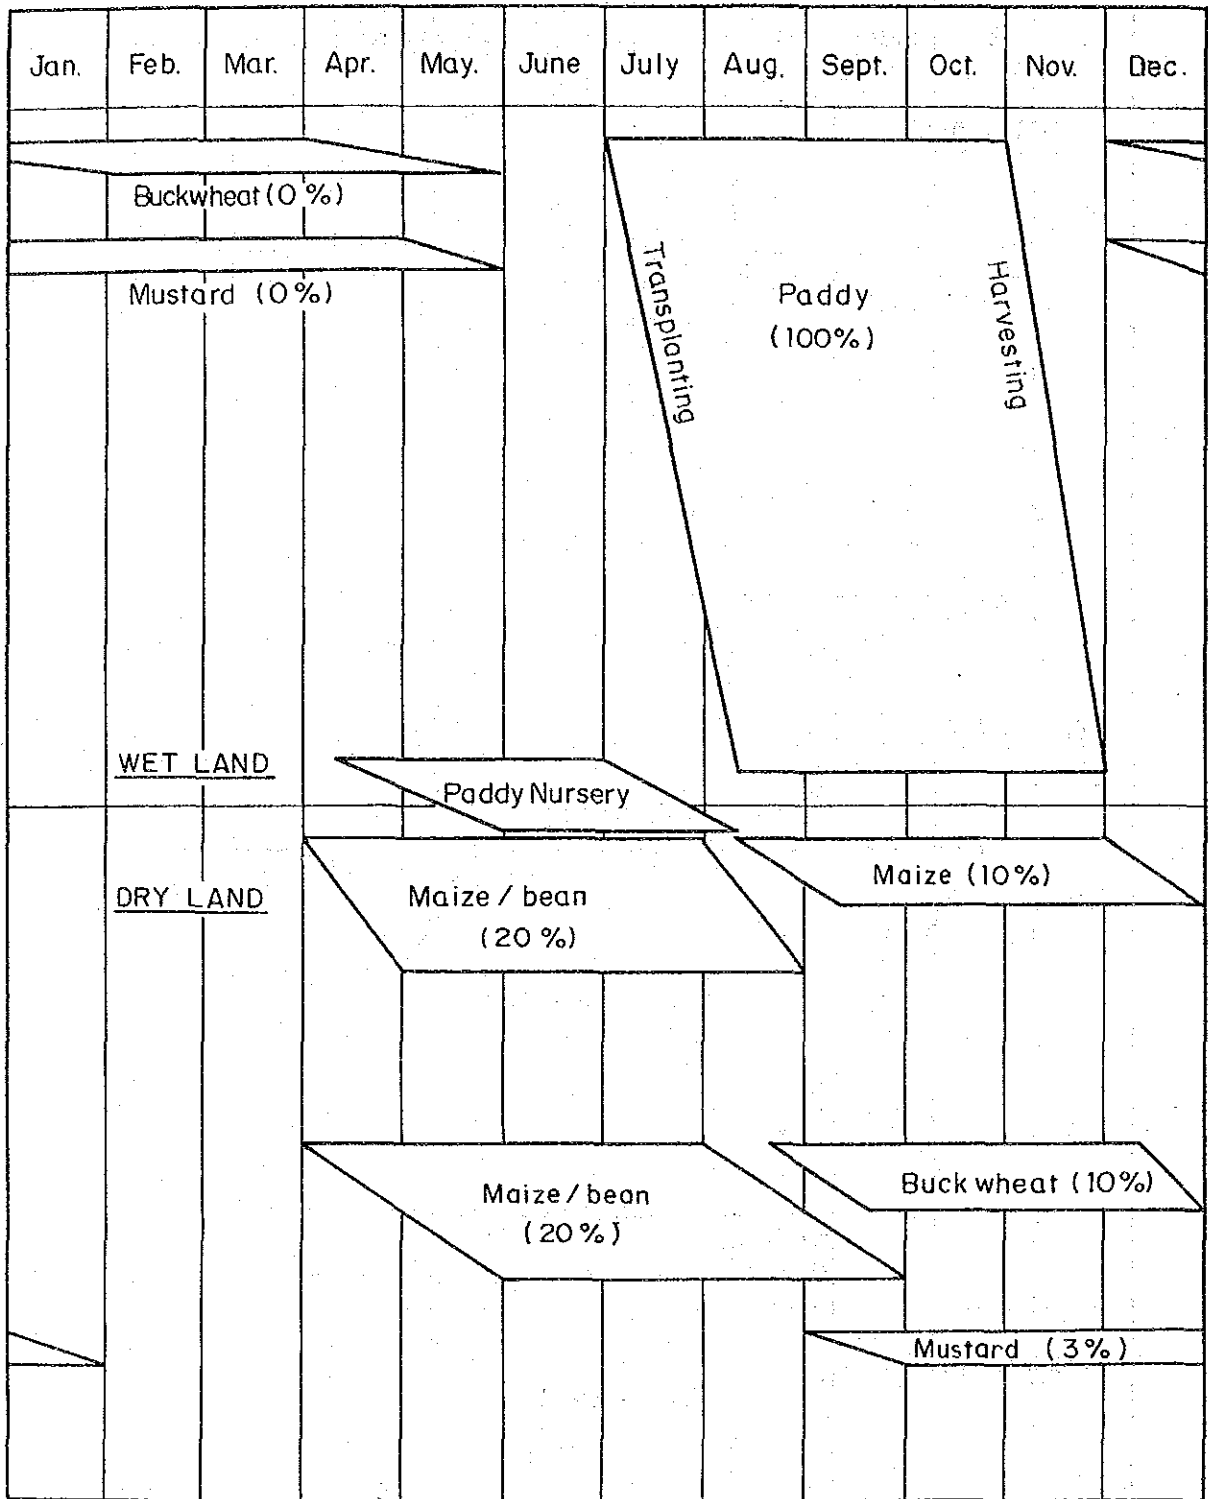 Jan. Feb. Mar. Apr. May. June July Aug. Sept. Oct. Nov. Dec.
Buckwheat (0 %)
Mustard (0%)
Transplanting
Paddy
(100%)
Harvesting
WET LAND
Paddy Nursery
DRY LAND
Maize / bean
(20 %)
Maize (10%)
Maize / bean
(20%)
Buck wheat (10%)
Mustard (3%)